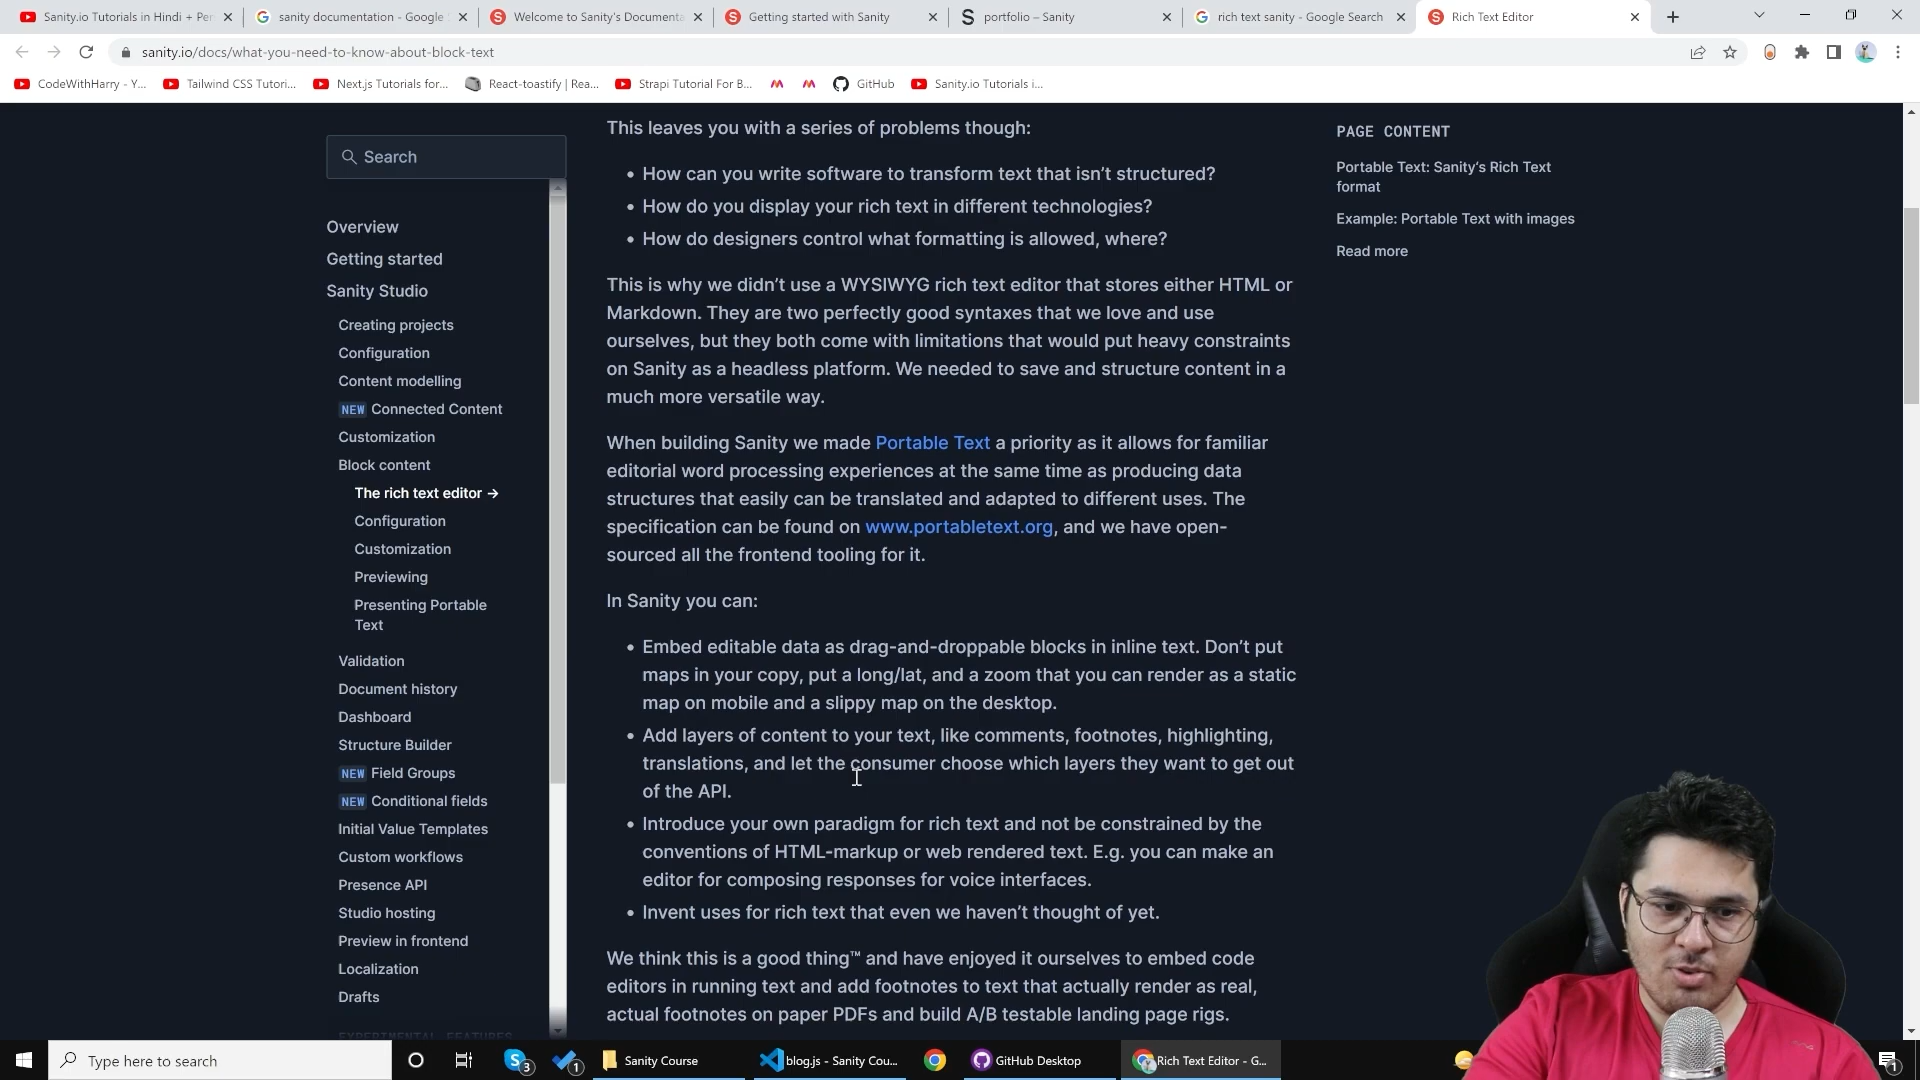 Sanity.io Tutorials in Hindi + Per
sanity documentation - Google S
Welcome to Sanity's Documenta
Getting started with Sanity
portfolio – Sanity
rich text sanity - Google Search
Rich Text Editor
sanity.io/docs/what-you-need-to-know-about-block-text
CodeWithHarry - Y...
Tailwind CSS Tutori...
Next.js Tutorials for...
React-toastify | Rea...
Strapi Tutorial For B...
GitHub
Sanity.io Tutorials i...
Search
Overview
Getting started
Sanity Studio
Creating projects
Configuration
Content modelling
NEW Connected Content
Customization
Block content
The rich text editor →
Configuration
Customization
Previewing
Presenting Portable
Text
Validation
Document history
Dashboard
Structure Builder
NEW Field Groups
NEW Conditional fields
Initial Value Templates
Custom workflows
Presence API
Studio hosting
Preview in frontend
Localization
Drafts
EXPERIMENTAL FEATURES
This leaves you with a series of problems though:
• How can you write software to transform text that isn’t structured?
• How do you display your rich text in different technologies?
• How do designers control what formatting is allowed, where?
This is why we didn’t use a WYSIWYG rich text editor that stores either HTML or
Markdown. They are two perfectly good syntaxes that we love and use
ourselves, but they both come with limitations that would put heavy constraints
on Sanity as a headless platform. We needed to save and structure content in a
much more versatile way.
When building Sanity we made Portable Text a priority as it allows for familiar
editorial word processing experiences at the same time as producing data
structures that easily can be translated and adapted to different uses. The
specification can be found on www.portabletext.org, and we have open-
sourced all the frontend tooling for it.
In Sanity you can:
• Embed editable data as drag-and-droppable blocks in inline text. Don’t put
maps in your copy, put a long/lat, and a zoom that you can render as a static
map on mobile and a slippy map on the desktop.
• Add layers of content to your text, like comments, footnotes, highlighting,
translations, and let the consumer choose which layers they want to get out
of the API.
• Introduce your own paradigm for rich text and not be constrained by the
conventions of HTML-markup or web rendered text. E.g. you can make an
editor for composing responses for voice interfaces.
• Invent uses for rich text that even we haven’t thought of yet.
We think this is a good thing™ and have enjoyed it ourselves to embed code
editors in running text and add footnotes to text that actually render as real,
actual footnotes on paper PDFs and build A/B testable landing page rigs.
PAGE CONTENT
Portable Text: Sanity’s Rich Text
format
Example: Portable Text with images
Read more
Type here to search
3
1
Sanity Course
blog.js - Sanity Cou...
GitHub Desktop
Rich Text Editor - G...
1